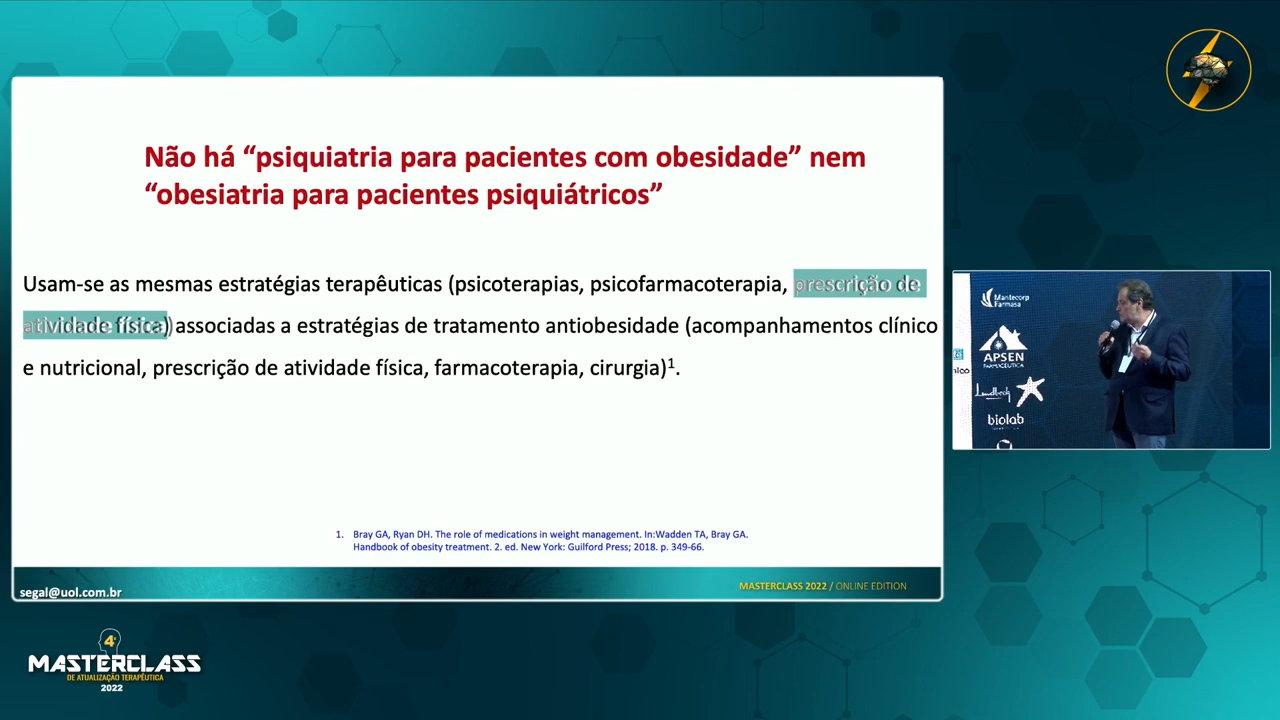 Não há “psiquiatria para pacientes com obesidade” nem
“obesiatria para pacientes psiquiátricos”
Usam-se as mesmas estratégias terapêuticas (psicoterapias, psicofarmacoterapia, prescrição de
atividade física) associadas a estratégias de tratamento antiobesidade (acompanhamentos clínico
e nutricional, prescrição de atividade física, farmacoterapia, cirurgia)¹.
1. Bray GA, Ryan DH. The role of medications in weight management. In:Wadden TA, Bray GA.
Handbook of obesity treatment. 2. ed. New York: Guilford Press; 2018. p. 349-66.
segal@uol.com.br
MASTERCLASS 2022 / ONLINE EDITION
Mantecorp
Farmasa
APSEN
FARMACÊUTICA
Lundbeck
biolab
4ª
MASTERCLASS
DE ATUALIZAÇÃO TERAPÊUTICA
2022